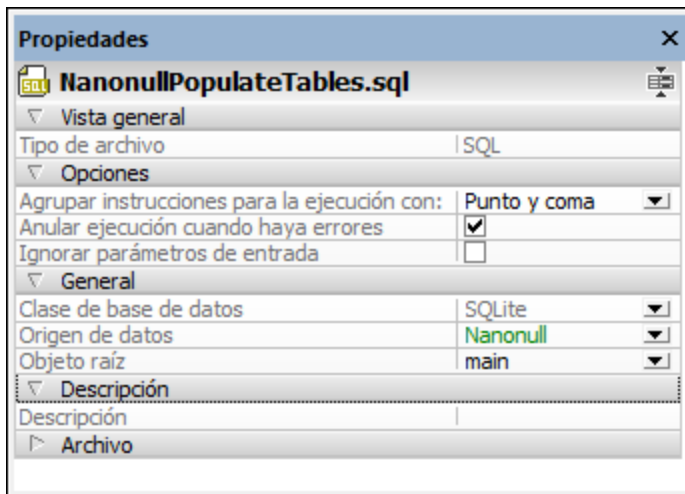 Propiedades
NanonullPopulateTables.sql
Vista general
Tipo de archivo SQL
Opciones
Agrupar instrucciones para la ejecución con: Punto y coma
Anular ejecución cuando haya errores
Ignorar parámetros de entrada
General
Clase de base de datos SQLite
Origen de datos Nanonull
Objeto raíz main
Descripción
Descripción
Archivo